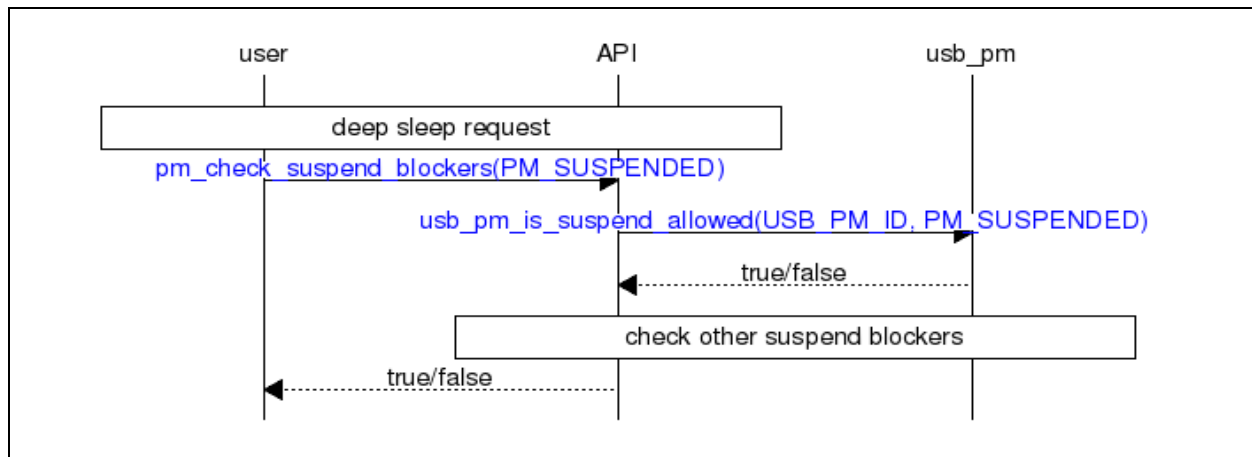 user API usb_pm
deep sleep request
pm_check_suspend_blockers(PM_SUSPENDED)
usb_pm_is_suspend_allowed(USB_PM_ID, PM_SUSPENDED)
true/false
check other suspend blockers
true/false